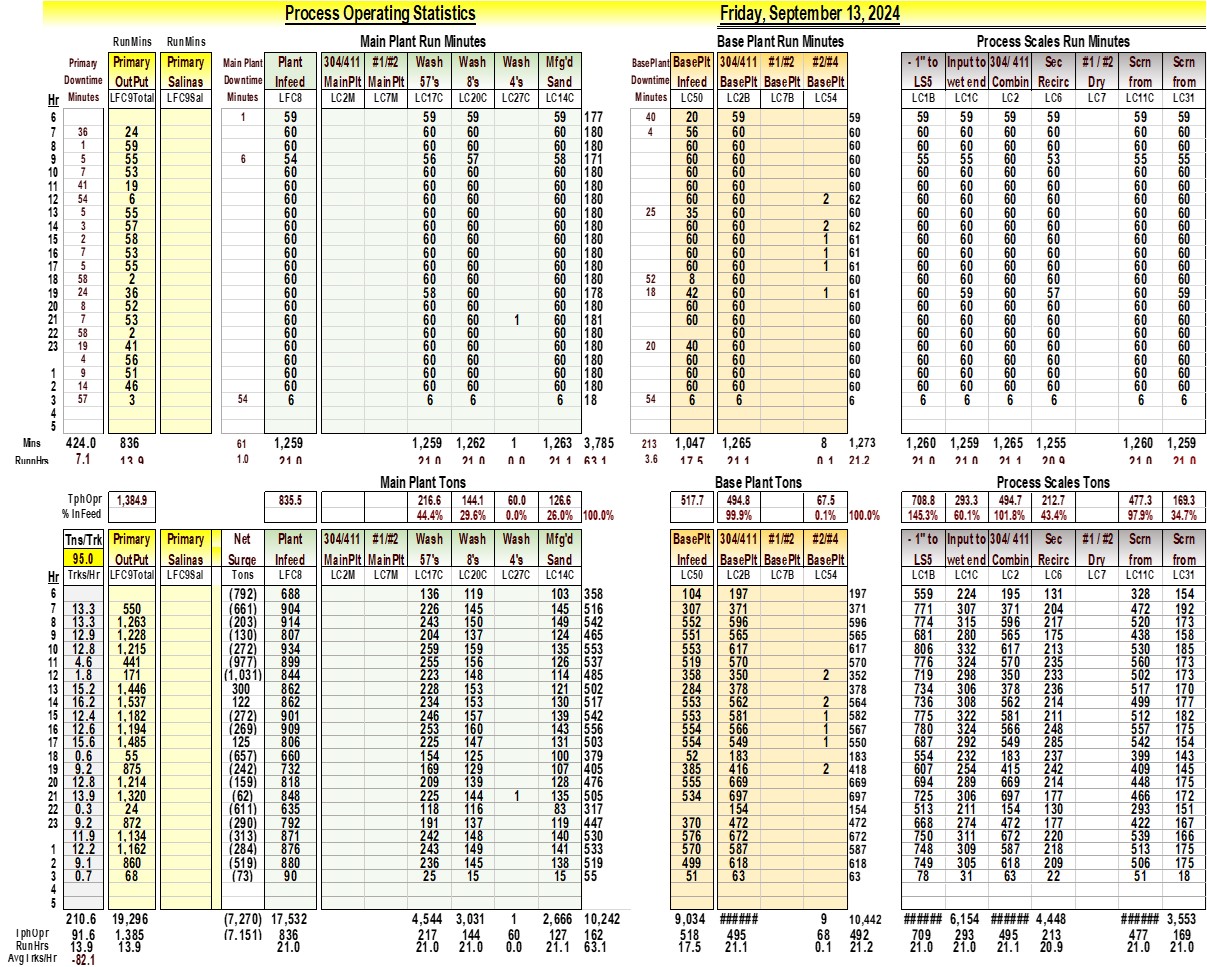 Process Operating Statistics Friday, September 13, 2024
RunMins RunMins Main Plant Run Minutes Base Plant Run Minutes Process Scales Run Minutes
Primary Primary Primary Main Plant Plant 304/411 #1/#2 Wash Wash Wash Mfg'd BasePlant BasePlt 304/411 #1/#2 #2/#4 - 1" to Input to 304/ 411 Sec #1 / #2 Scrn Scrn
Downtime OutPut Salinas Downtime Infeed MainPlt MainPlt 57's 8's 4's Sand Downtime Infeed BasePlt BasePlt BasePlt LS5 wet end Combin Recirc Dry from from
Hr Minutes LFC9Total LFC9Sal Minutes LFC8 LC2M LC7M LC17C LC20C LC27C LC14C Minutes LC50 LC2B LC7B LC54 LC1B LC1C LC2 LC6 LC7 LC11C LC31
6 1 59 59 59 59 177 40 20 59 59 59 59 59 59 59 59
7 36 24 60 60 60 60 180 4 56 60 60 60 60 60 60 60 60
8 1 59 60 60 60 60 180 60 60 60 60 60 60 60 60 60
9 5 55 6 54 56 57 58 171 60 60 60 55 55 60 53 55 55
10 7 53 60 60 60 60 180 60 60 60 60 60 60 60 60 60
11 41 19 60 60 60 60 180 60 60 60 60 60 60 60 60 60
12 54 6 60 60 60 60 180 60 60 2 62 60 60 60 60 60 60
13 5 55 60 60 60 60 180 25 35 60 60 60 60 60 60 60 60
14 3 57 60 60 60 60 180 60 60 2 62 60 60 60 60 60 60
15 2 58 60 60 60 60 180 60 60 1 61 60 60 60 60 60 60
16 7 53 60 60 60 60 180 60 60 1 61 60 60 60 60 60 60
17 5 55 60 60 60 60 180 60 60 1 61 60 60 60 60 60 60
18 58 2 60 60 60 60 180 52 8 60 60 60 60 60 60 60 60
19 24 36 60 58 60 60 178 18 42 60 1 61 60 59 60 57 60 59
20 8 52 60 60 60 60 180 60 60 60 60 60 60 60 60 60
21 7 53 60 60 60 1 60 181 60 60 60 60 60 60 60 60 60
22 58 2 60 60 60 60 180 60 60 60 60 60 60 60 60
23 19 41 60 60 60 60 180 20 40 60 60 60 60 60 60 60 60
4 56 60 60 60 60 180 60 60 60 60 60 60 60 60 60
1 9 51 60 60 60 60 180 60 60 60 60 60 60 60 60 60
2 14 46 60 60 60 60 180 60 60 60 60 60 60 60 60 60
3 57 3 54 6 6 6 6 18 54 6 6 6 6 6 6 6 6 6
4
5
Mins 424.0 836 61 1,259 1,259 1,262 1 1,263 3,785 213 1,047 1,265 8 1,273 1,260 1,259 1,265 1,255 1,260 1,259
RunnHrs 7.1 13.9 1.0 21.0 21.0 21.0 0.0 21.1 63.1 3.6 17.5 21.1 0.1 21.2 21.0 21.0 21.1 20.9 21.0 21.0
Main Plant Tons Base Plant Tons Process Scales Tons
TphOpr 1,384.9 835.5 216.6 144.1 60.0 126.6 517.7 494.8 67.5 708.8 293.3 494.7 212.7 477.3 169.3
% InFeed 44.4% 29.6% 0.0% 26.0% 100.0% 99.9% 0.1% 100.0% 145.3% 60.1% 101.8% 43.4% 97.9% 34.7%
Tns/Trk Primary Primary Net Plant 304/411 #1/#2 Wash Wash Wash Mfg'd BasePlt 304/411 #1/#2 #2/#4 - 1" to Input to 304/ 411 Sec #1 / #2 Scrn Scrn
95.0 OutPut Salinas Surge Infeed MainPlt MainPlt 57's 8's 4's Sand Infeed BasePlt BasePlt BasePlt LS5 wet end Combin Recirc Dry from from
Hr Trks/Hr LFC9Total LFC9Sal Tons LFC8 LC2M LC7M LC17C LC20C LC27C LC14C LC50 LC2B LC7B LC54 LC1B LC1C LC2 LC6 LC7 LC11C LC31
6 (792) 688 136 119 103 358 104 197 197 559 224 195 131 328 154
7 13.3 550 (661) 904 226 145 145 516 307 371 371 771 307 371 204 472 192
8 13.3 1,263 (203) 914 243 150 149 542 552 596 596 774 315 596 217 520 173
9 12.9 1,228 (130) 807 204 137 124 465 551 565 565 681 280 565 175 438 158
10 12.8 1,215 (272) 934 259 159 135 553 553 617 617 806 332 617 213 530 185
11 4.6 441 (977) 899 255 156 126 537 519 570 570 776 324 570 235 560 173
12 1.8 171 (1,031) 844 223 148 114 485 358 350 2 352 719 298 350 233 502 173
13 15.2 1,446 300 862 228 153 121 502 284 378 378 734 306 378 236 517 170
14 16.2 1,537 122 862 234 153 130 517 553 562 2 564 736 308 562 214 499 177
15 12.4 1,182 (272) 901 246 157 139 542 553 581 1 582 775 322 581 211 512 182
16 12.6 1,194 (269) 909 253 160 143 556 554 566 1 567 780 324 566 248 557 175
17 15.6 1,485 125 806 225 147 131 503 554 549 1 550 687 292 549 285 542 154
18 0.6 55 (657) 660 154 125 100 379 52 183 183 554 232 183 237 399 143
19 9.2 875 (242) 732 169 129 107 405 385 416 2 418 607 254 415 242 409 145
20 12.8 1,214 (159) 818 209 139 128 476 555 669 669 694 289 669 214 448 175
21 13.9 1,320 (62) 848 225 144 1 135 505 534 697 697 725 306 697 177 466 172
22 0.3 24 (611) 635 118 116 83 317 154 154 513 211 154 130 293 151
23 9.2 872 (290) 792 191 137 119 447 370 472 472 668 274 472 177 422 167
11.9 1,134 (313) 871 242 148 140 530 576 672 672 750 311 672 220 539 166
1 12.2 1,162 (284) 876 243 149 141 533 570 587 587 748 309 587 218 513 175
2 9.1 860 (519) 880 236 145 138 519 499 618 618 749 305 618 209 506 175
3 0.7 68 (73) 90 25 15 15 55 51 63 63 78 31 63 22 51 18
4
5
210.6 19,296 (7,270) 17,532 4,544 3,031 1 2,666 10,242 9,034 ###### 9 10,442 ###### 6,154 ###### 4,448 ###### 3,553
TphOpr 91.6 1,385 (7,151) 836 217 144 60 127 162 518 495 68 492 709 293 495 213 477 169
RunHrs 13.9 13.9 21.0 21.0 21.0 0.0 21.1 63.1 17.5 21.1 0.1 21.2 21.0 21.0 21.1 20.9 21.0 21.0
AvgTrks/Hr -82.1